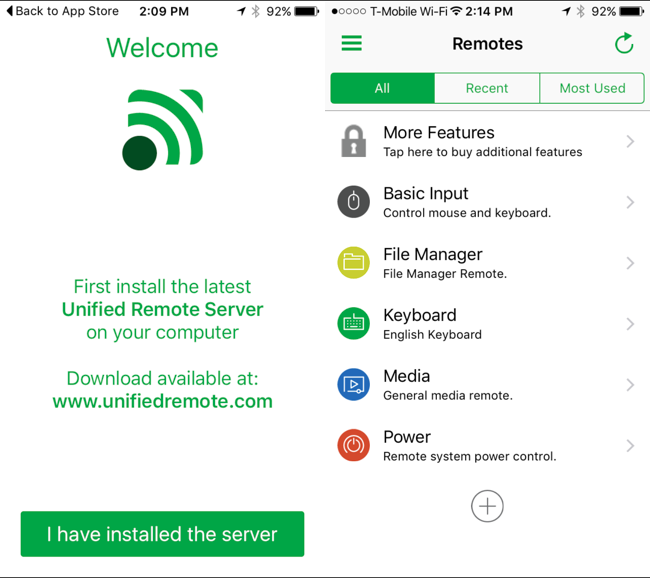 Back to App Store 2:09 PM 92%
Welcome
First install the latest
Unified Remote Server
on your computer
Download available at:
www.unifiedremote.com
I have installed the server
T-Mobile Wi-Fi 2:14 PM 92%
Remotes
All Recent Most Used
More Features
Tap here to buy additional features
Basic Input
Control mouse and keyboard.
File Manager
File Manager Remote.
Keyboard
English Keyboard
Media
General media remote.
Power
Remote system power control.